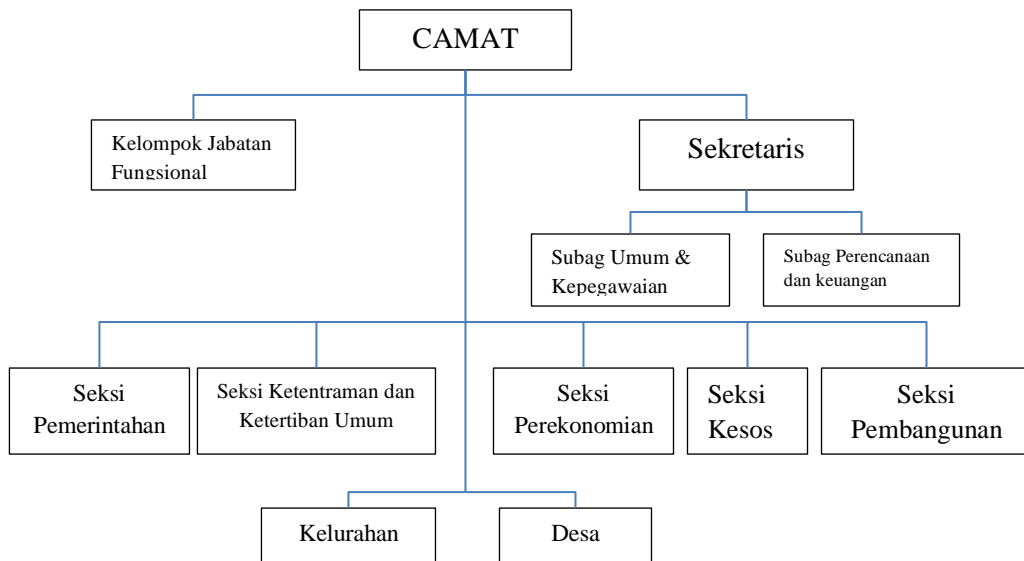 CAMAT
Kelompok Jabatan
Fungsional
Sekretaris
Subag Umum &
Kepegawaian
Subag Perencanaan
dan keuangan
Seksi
Pemerintahan
Seksi Ketentraman dan
Ketertiban Umum
Seksi
Perekonomian
Seksi
Kesos
Seksi
Pembangunan
Kelurahan
Desa